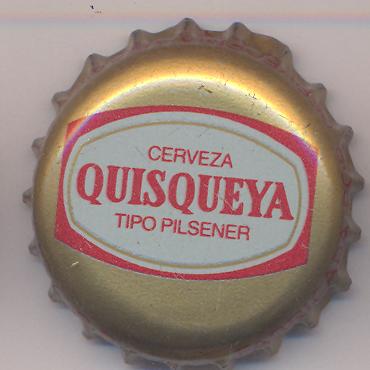 CERVEZA
QUISQUEYA
TIPO PILSENER